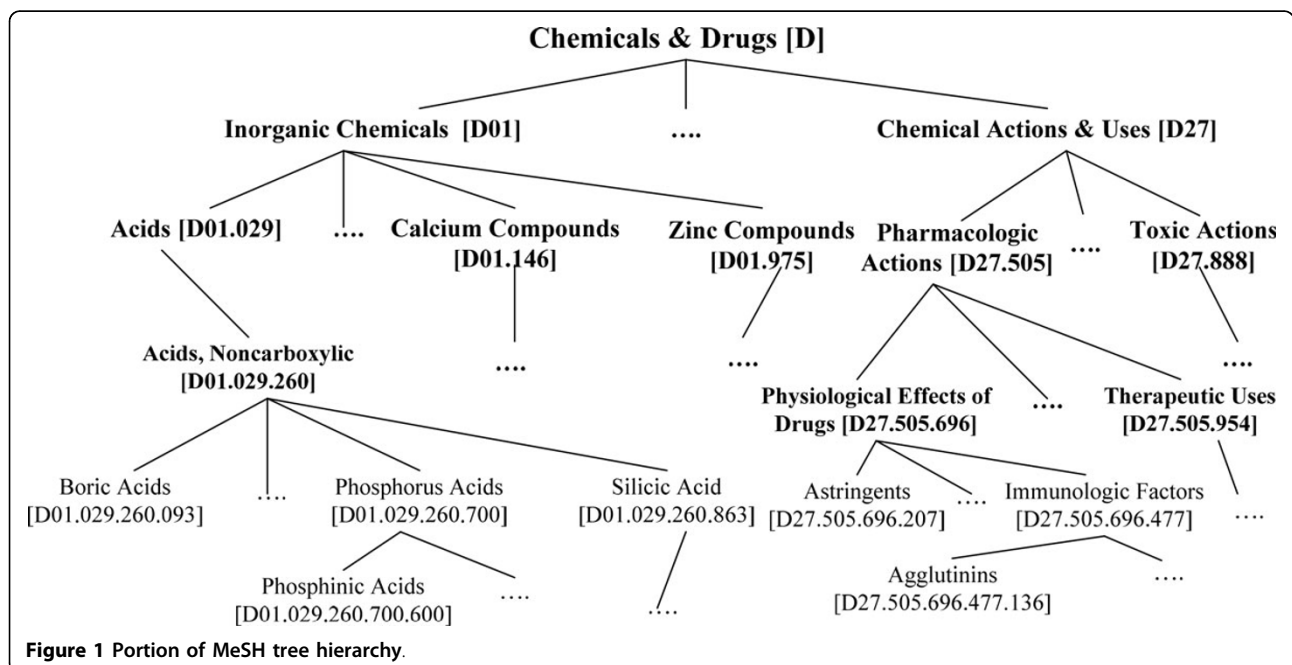 Chemicals & Drugs [D]
Inorganic Chemicals [D01]
....
Chemical Actions & Uses [D27]
Acids [D01.029]
....
Calcium Compounds
[D01.146]
Zinc Compounds
[D01.975]
Pharmacologic
Actions [D27.505]
....
Toxic Actions
[D27.888]
Acids, Noncarboxylic
[D01.029.260]
....
....
Physiological Effects of
Drugs [D27.505.696]
....
Therapeutic Uses
[D27.505.954]
....
Boric Acids
[D01.029.260.093]
....
Phosphorus Acids
[D01.029.260.700]
Silicic Acid
[D01.029.260.863]
Astringents
[D27.505.696.207]
....
Immunologic Factors
[D27.505.696.477]
....
Phosphinic Acids
[D01.029.260.700.600]
....
....
Agglutinins
[D27.505.696.477.136]
....
Figure 1 Portion of MeSH tree hierarchy.